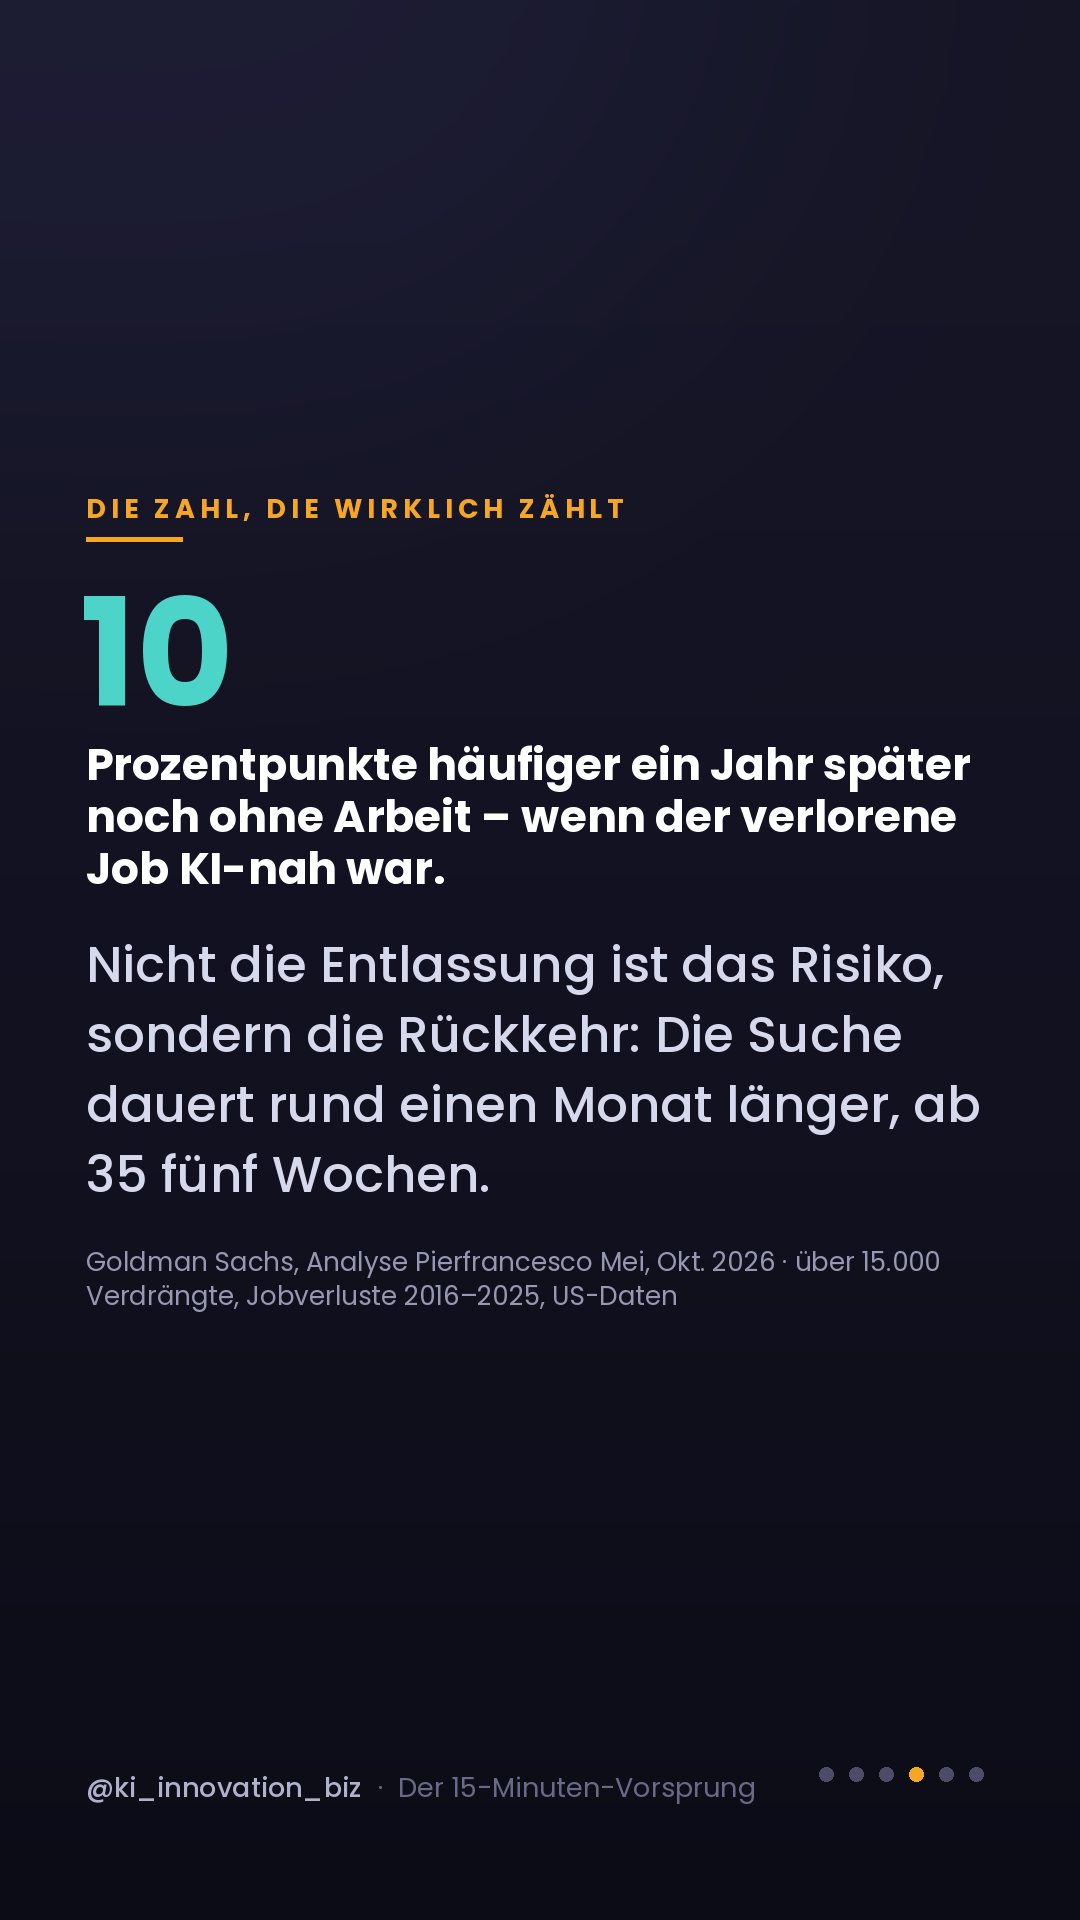 DIE ZAHL, DIE WIRKLICH ZÄHLT
10
Prozentpunkte häufiger ein Jahr später
noch ohne Arbeit – wenn der verlorene
Job KI-nah war.
Nicht die Entlassung ist das Risiko,
sondern die Rückkehr: Die Suche
dauert rund einen Monat länger, ab
35 fünf Wochen.
Goldman Sachs, Analyse Pierfrancesco Mei, Okt. 2026 · über 15.000
Verdrängte, Jobverluste 2016–2025, US-Daten
@ki_innovation_biz · Der 15-Minuten-Vorsprung